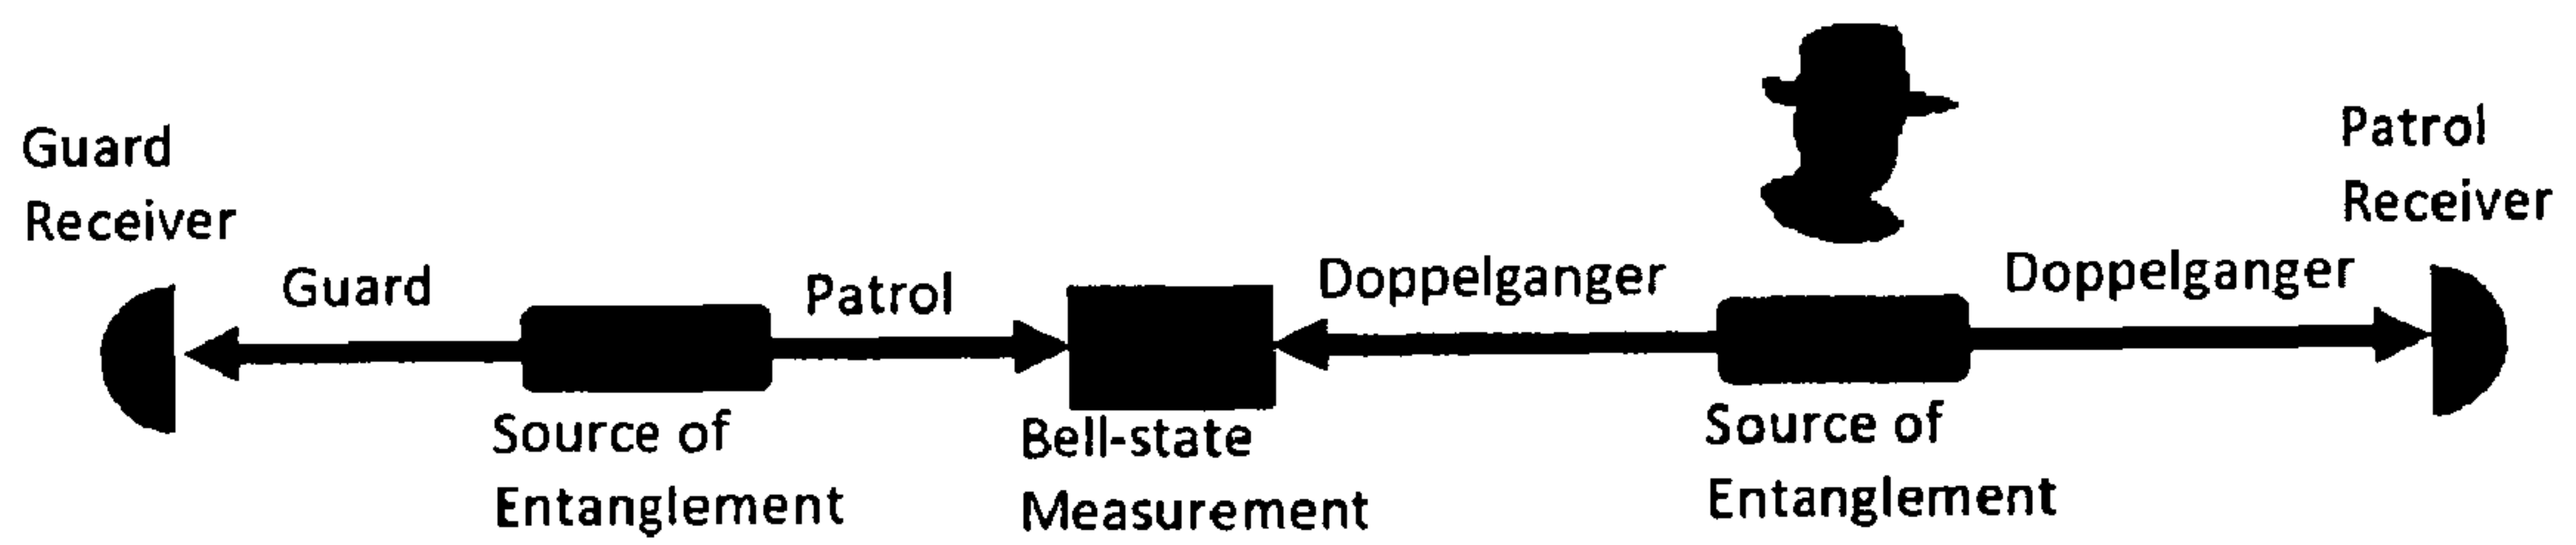 Guard
Receiver
Guard
Patrol
Doppelganger
Doppelganger
Patrol
Receiver
Source of
Entanglement
Bell-state
Measurement
Source of
Entanglement